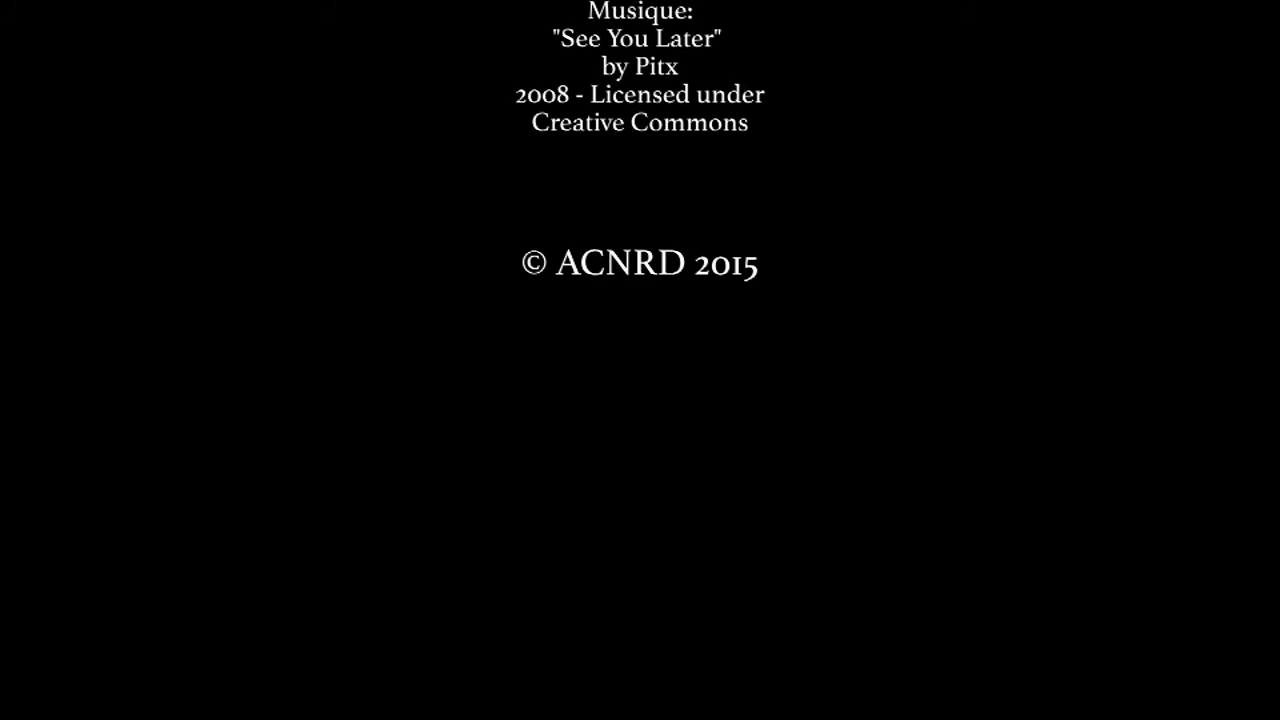 Musique:
"See You Later"
by Pitx
2008 - Licensed under
Creative Commons
© ACNRD 2015